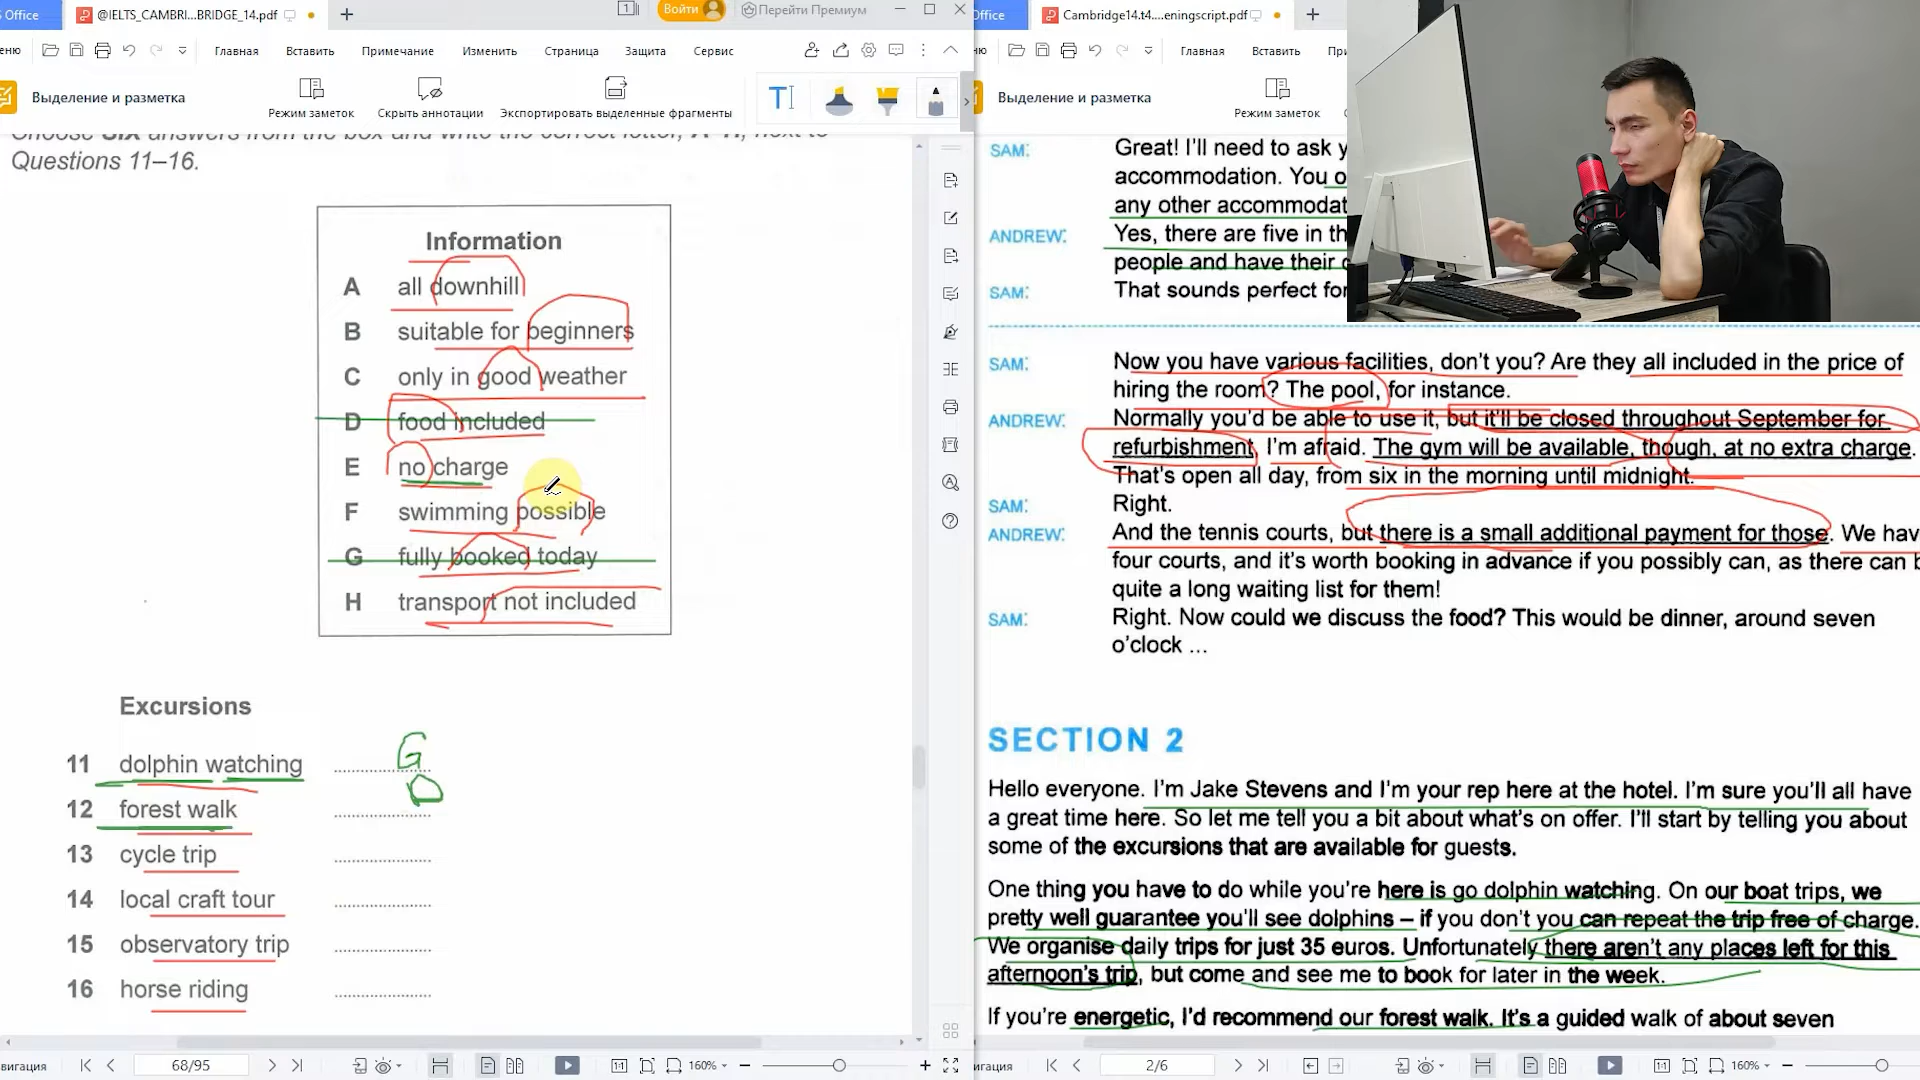 Office
@IELTS_CAMBRI...BRIDGE_14.pdf
Войти
Перейти Премиум
Главная
Вставить
Примечание
Изменить
Страница
Защита
Сервис
Выделение и разметка
Режим заметок
Скрыть аннотации
Экспортировать выделенные фрагменты
Choose SIX answers from the box and write the correct letter, A–H, next to
Questions 11–16.
Information
A all downhill
B suitable for beginners
C only in good weather
D food included
E no charge
F swimming possible
G fully booked today
H transport not included
Excursions
11 dolphin watching G
12 forest walk D
13 cycle trip
14 local craft tour
15 observatory trip
16 horse riding
68/95
160%
Office
Cambridge14.t4....eningscript.pdf
Главная
Вставить
Выделение и разметка
Режим заметок
SAM: Great! I'll need to ask
accommodation. You
any other
ANDREW: Yes, there are five in
people and have their
SAM: That sounds perfect for
SAM: Now you have various facilities, don't you? Are they all included in the price of
hiring the room? The pool, for instance.
ANDREW: Normally you'd be able to use it, but it'll be closed throughout September for
refurbishment, I'm afraid. The gym will be available, though, at no extra charge.
That's open all day, from six in the morning until midnight.
SAM: Right.
ANDREW: And the tennis courts, but there is a small additional payment for those. We have
four courts, and it's worth booking in advance if you possibly can, as there can b
quite a long waiting list for them!
SAM: Right. Now could we discuss the food? This would be dinner, around seven
o'clock ...
SECTION 2
Hello everyone. I'm Jake Stevens and I'm your rep here at the hotel. I'm sure you'll all have
a great time here. So let me tell you a bit about what's on offer. I'll start by telling you about
some of the excursions that are available for guests.
One thing you have to do while you're here is go dolphin watching. On our boat trips, we
pretty well guarantee you'll see dolphins – if you don't you can repeat the trip free of charge.
We organise daily trips for just 35 euros. Unfortunately there aren't any places left for this
afternoon's trip, but come and see me to book for later in the week.
If you're energetic, I'd recommend our forest walk. It's a guided walk of about seven
2/6
160%